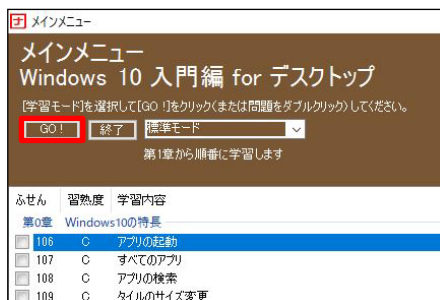 メインメニュー
メインメニュー
Windows 10 入門編 for デスクトップ
[学習モード]を選択して[GO !]をクリック(または問題をダブルクリック)してください。
GO ! 終了 標準モード
第1章から順番に学習します
ふせん 習熟度 学習内容
第0章 Windows10の特長
106 C アプリの起動
107 C すべてのアプリ
108 C アプリの検索
109 C タイルのサイズ変更